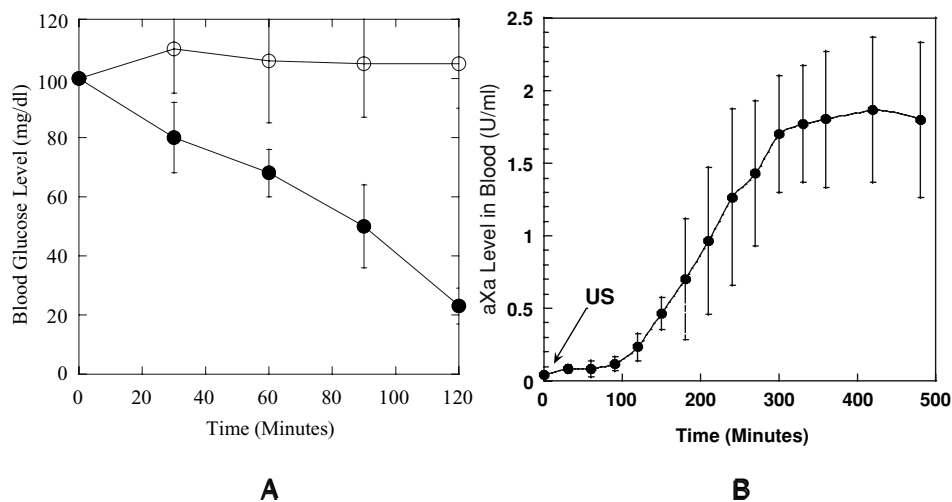 120
100
80
60
40
20
0
Blood Glucose Level (mg/dl)
0 20 40 60 80 100 120
Time (Minutes)
A
2.5
2
1.5
1
0.5
0
aXa Level in Blood (U/ml)
US
0 100 200 300 400 500
Time (Minutes)
B